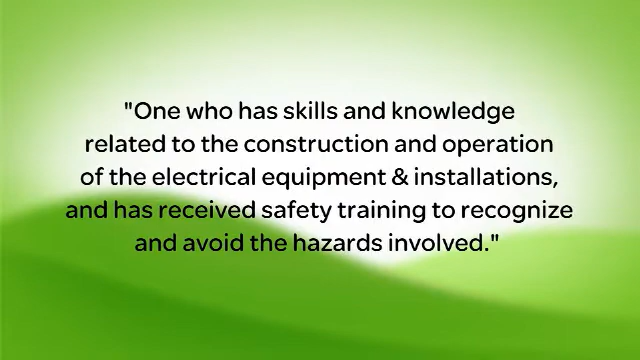 "One who has skills and knowledge
related to the construction and operation
of the electrical equipment & installations,
and has received safety training to recognize
and avoid the hazards involved."